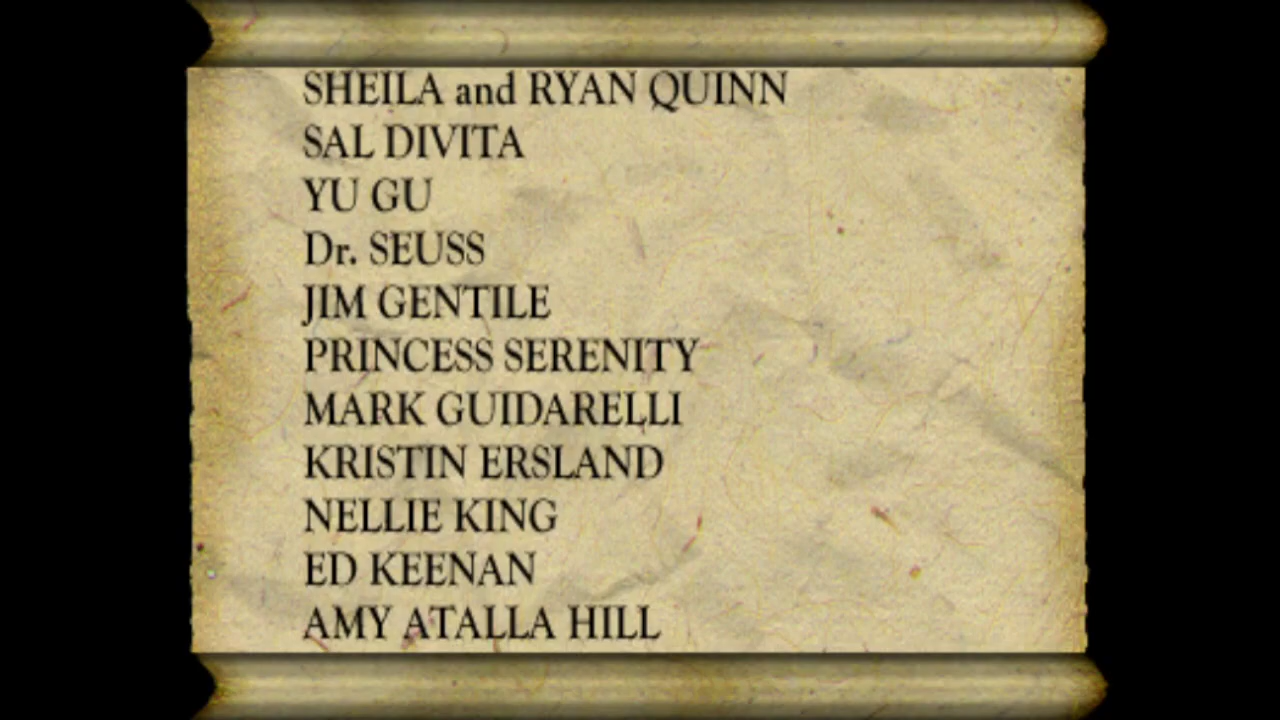 SHEILA and RYAN QUINN
SAL DIVITA
YU GU
Dr. SEUSS
JIM GENTILE
PRINCESS SERENITY
MARK GUIDARELLI
KRISTIN ERSLAND
NELLIE KING
ED KEENAN
AMY ATALLA HILL